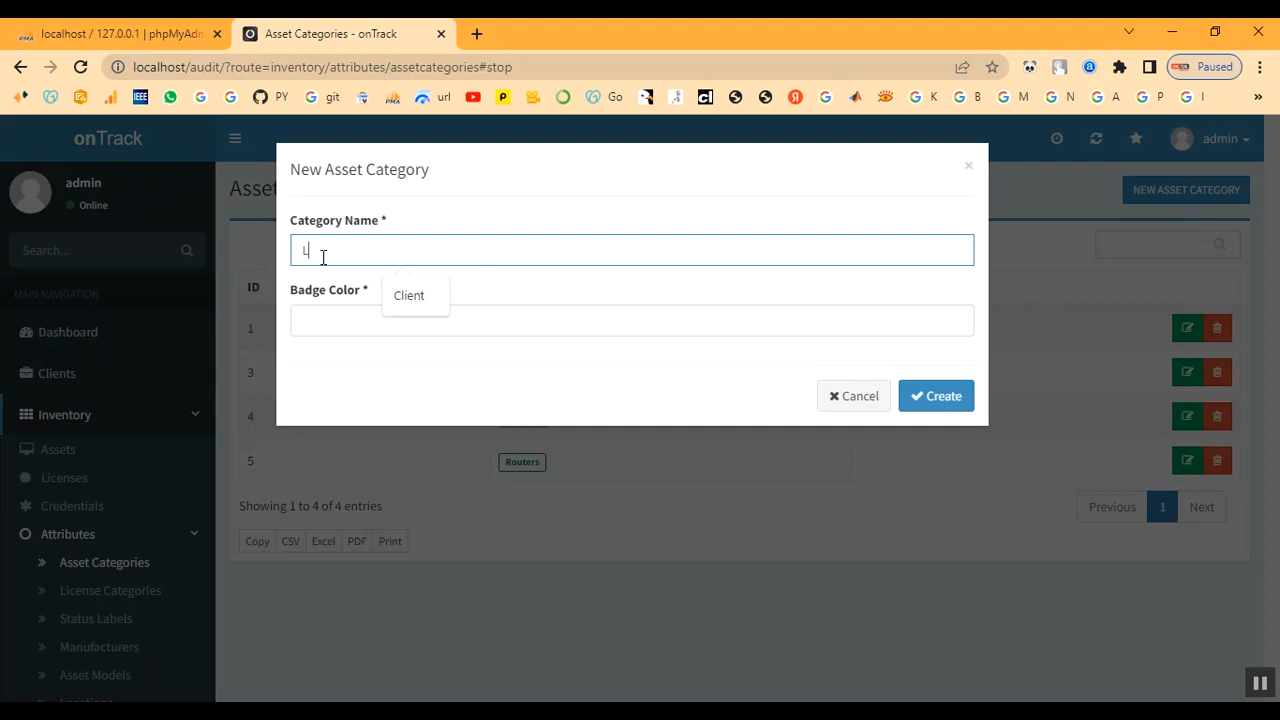 localhost / 127.0.0.1 | phpMyAdm
Asset Categories - onTrack
localhost/audit/?route=inventory/attributes/assetcategories#stop
Paused
IEEE
PY
git
PMA
url
Go
K
B
M
N
A
P
I
onTrack
admin
admin
Online
Search...
MAIN NAVIGATION
Dashboard
Clients
Inventory
Assets
Licenses
Credentials
Attributes
Asset Categories
License Categories
Status Labels
Manufacturers
Asset Models
Asset
NEW ASSET CATEGORY
New Asset Category
×
Category Name *
L
Client
Badge Color *
Cancel
Create
ID
1
3
4
5
Routers
Showing 1 to 4 of 4 entries
Previous
1
Next
Copy
CSV
Excel
PDF
Print